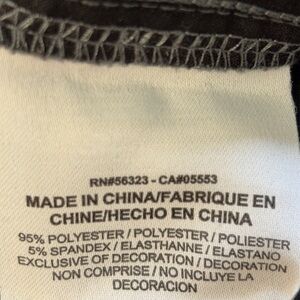 RN#56323 - CA#05553
MADE IN CHINA/FABRIQUE EN
CHINE/HECHO EN CHINA
95% POLYESTER / POLYESTER / POLIESTER
5% SPANDEX / ELASTHANNE / ELASTANO
EXCLUSIVE OF DECORATION / DECORATION
NON COMPRISE / NO INCLUYE LA
DECORACION